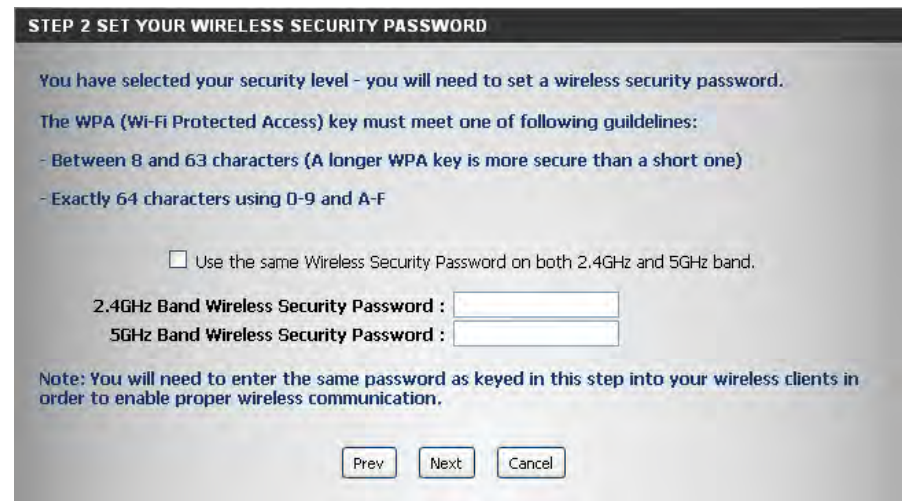 STEP 2 SET YOUR WIRELESS SECURITY PASSWORD
You have selected your security level - you will need to set a wireless security password.
The WPA (Wi-Fi Protected Access) key must meet one of following guildelines:
- Between 8 and 63 characters (A longer WPA key is more secure than a short one)
- Exactly 64 characters using 0-9 and A-F
Use the same Wireless Security Password on both 2.4GHz and 5GHz band.
2.4GHz Band Wireless Security Password :
5GHz Band Wireless Security Password :
Note: You will need to enter the same password as keyed in this step into your wireless clients in
order to enable proper wireless communication.
Prev Next Cancel